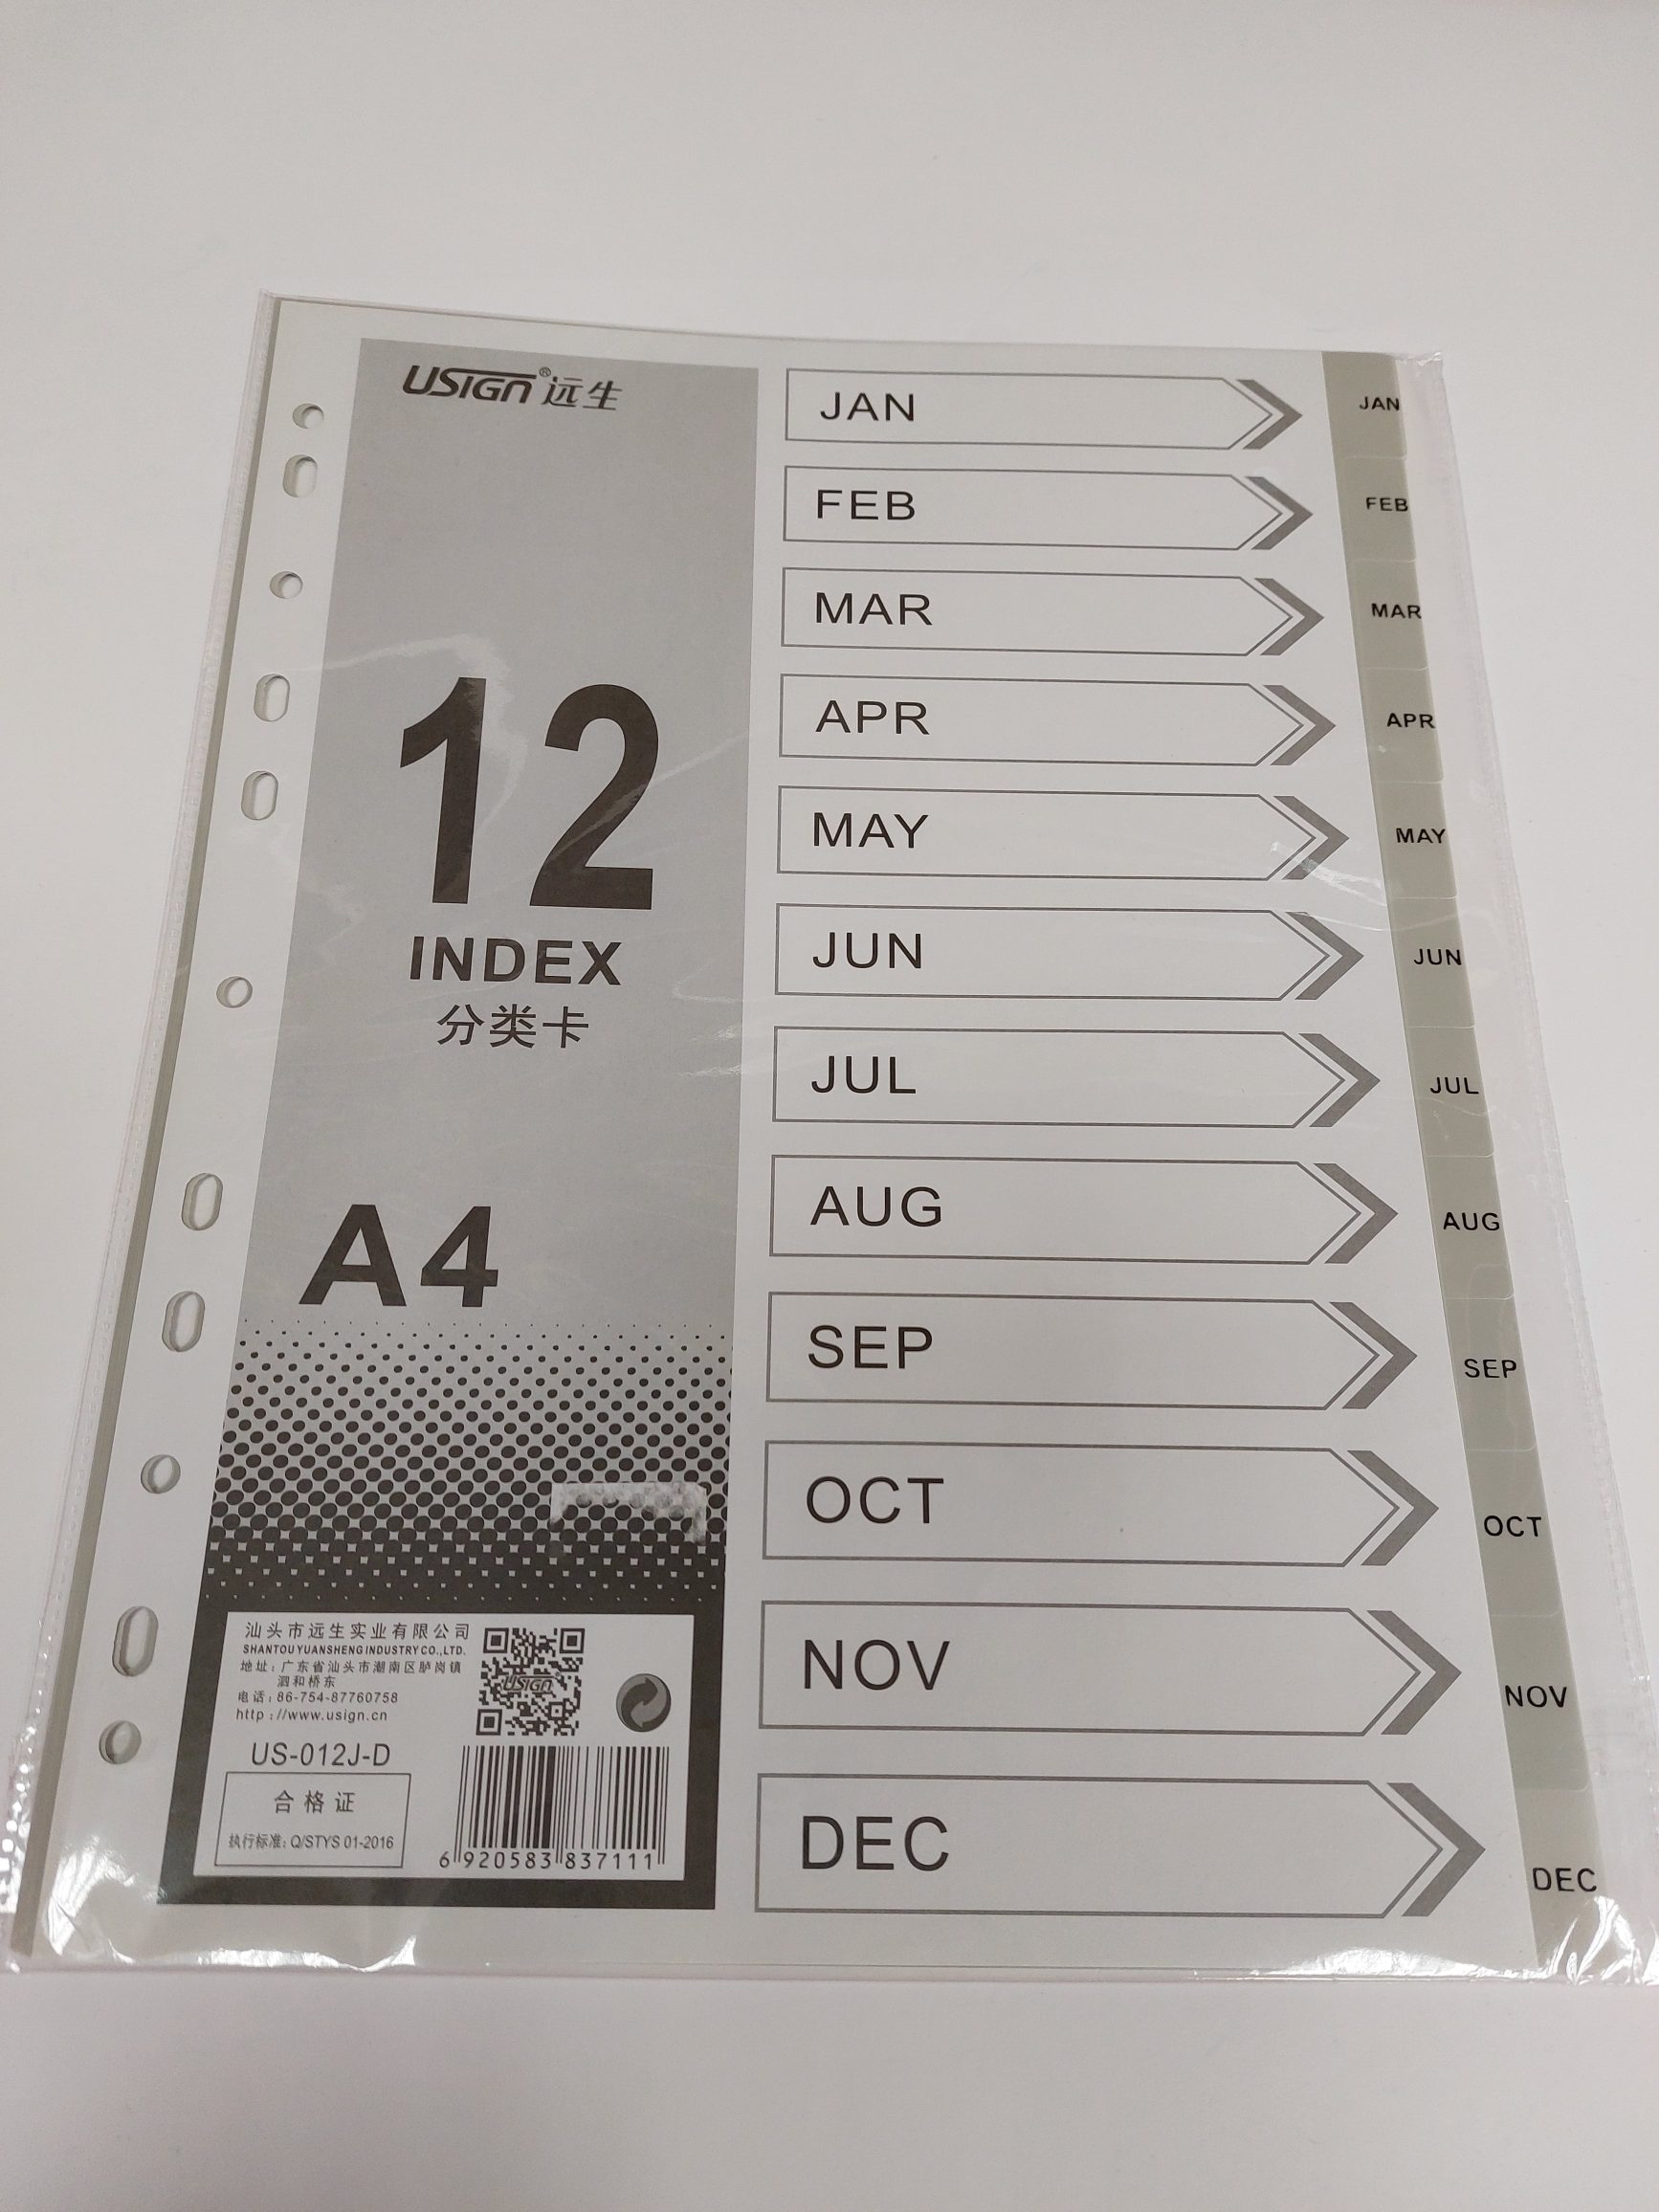 USIGN® 远生
12
INDEX
分类卡
A4
汕头市远生实业有限公司
SHANTOU YUANSHENG INDUSTRY CO.,LTD.
地址：广东省汕头市潮南区胪岗镇
泗和桥东
电话：86-754-87760758
http://www.usign.cn
USIGN
US-012J-D
合格证
执行标准：Q/STYS 01-2016
6 920583 837111
JAN
FEB
MAR
APR
MAY
JUN
JUL
AUG
SEP
OCT
NOV
DEC
JAN
FEB
MAR
APR
MAY
JUN
JUL
AUG
SEP
OCT
NOV
DEC